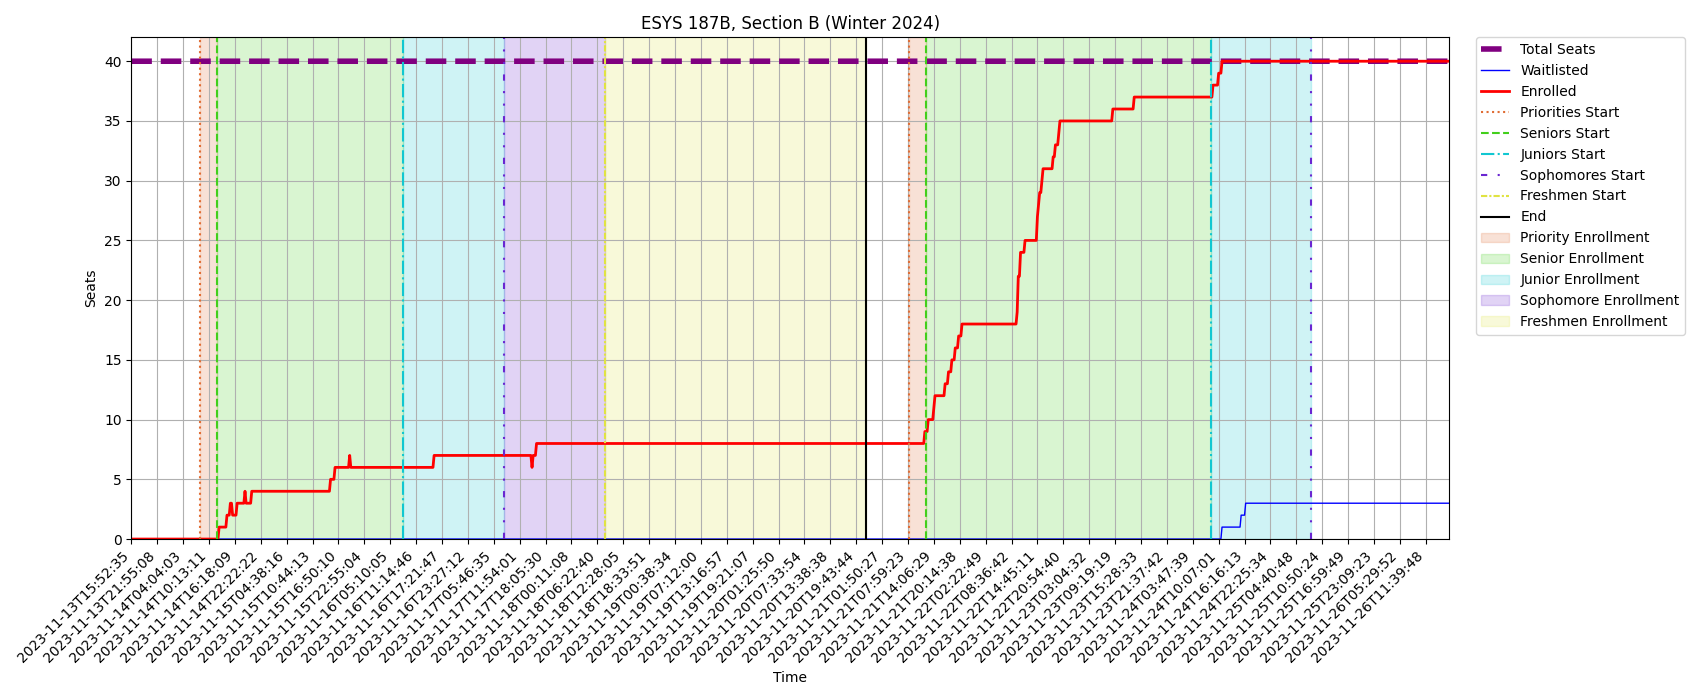 ESYS 187B, Section B (Winter 2024)
Total Seats
Waitlisted
Enrolled
Priorities Start
Seniors Start
Juniors Start
Sophomores Start
Freshmen Start
End
Priority Enrollment
Senior Enrollment
Junior Enrollment
Sophomore Enrollment
Freshmen Enrollment
Seats
40
35
30
25
20
15
10
5
0
2023-11-13T15:52:35
2023-11-13T21:55:08
2023-11-14T04:04:03
2023-11-14T10:13:11
2023-11-14T16:18:09
2023-11-14T22:22:22
2023-11-15T04:38:16
2023-11-15T10:44:13
2023-11-15T16:50:10
2023-11-15T22:55:04
2023-11-16T05:10:05
2023-11-16T11:14:46
2023-11-16T17:21:47
2023-11-16T23:27:12
2023-11-17T05:46:35
2023-11-17T11:54:01
2023-11-17T18:05:30
2023-11-18T00:11:08
2023-11-18T06:22:40
2023-11-18T12:28:05
2023-11-18T18:33:51
2023-11-19T00:38:34
2023-11-19T07:12:00
2023-11-19T13:16:57
2023-11-19T19:21:07
2023-11-20T01:25:50
2023-11-20T07:33:54
2023-11-20T13:38:38
2023-11-20T19:43:44
2023-11-21T01:50:27
2023-11-21T07:59:23
2023-11-21T14:06:29
2023-11-21T20:14:38
2023-11-22T02:22:49
2023-11-22T08:36:42
2023-11-22T14:45:11
2023-11-22T20:54:40
2023-11-23T03:04:32
2023-11-23T09:19:19
2023-11-23T15:28:33
2023-11-23T21:37:42
2023-11-24T03:47:39
2023-11-24T10:07:01
2023-11-24T16:16:13
2023-11-24T22:25:34
2023-11-25T04:40:48
2023-11-25T10:50:24
2023-11-25T16:59:49
2023-11-25T23:09:23
2023-11-26T05:29:52
2023-11-26T11:39:48
Time